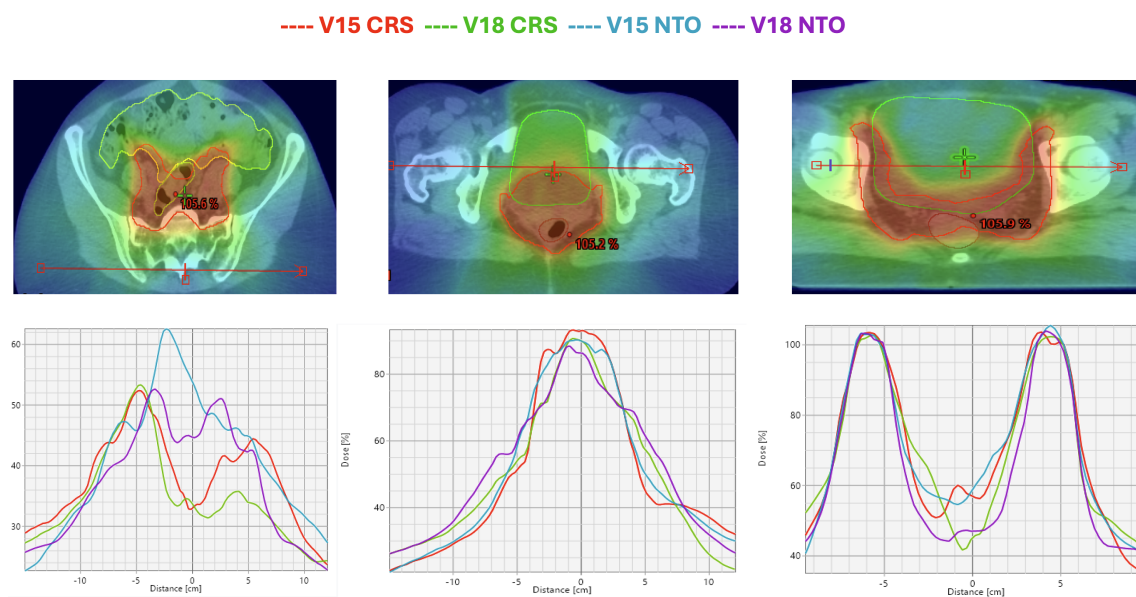 ---- V15 CRS ---- V18 CRS ---- V15 NTO ---- V18 NTO
105.6 %
105.2 %
105.9 %
60
50
40
30
-10 -5 0 5 10
Distance [cm]
Dose [%]
80
60
40
-10 -5 0 5 10
Distance [cm]
Dose [%]
100
80
60
40
-5 0 5
Distance [cm]